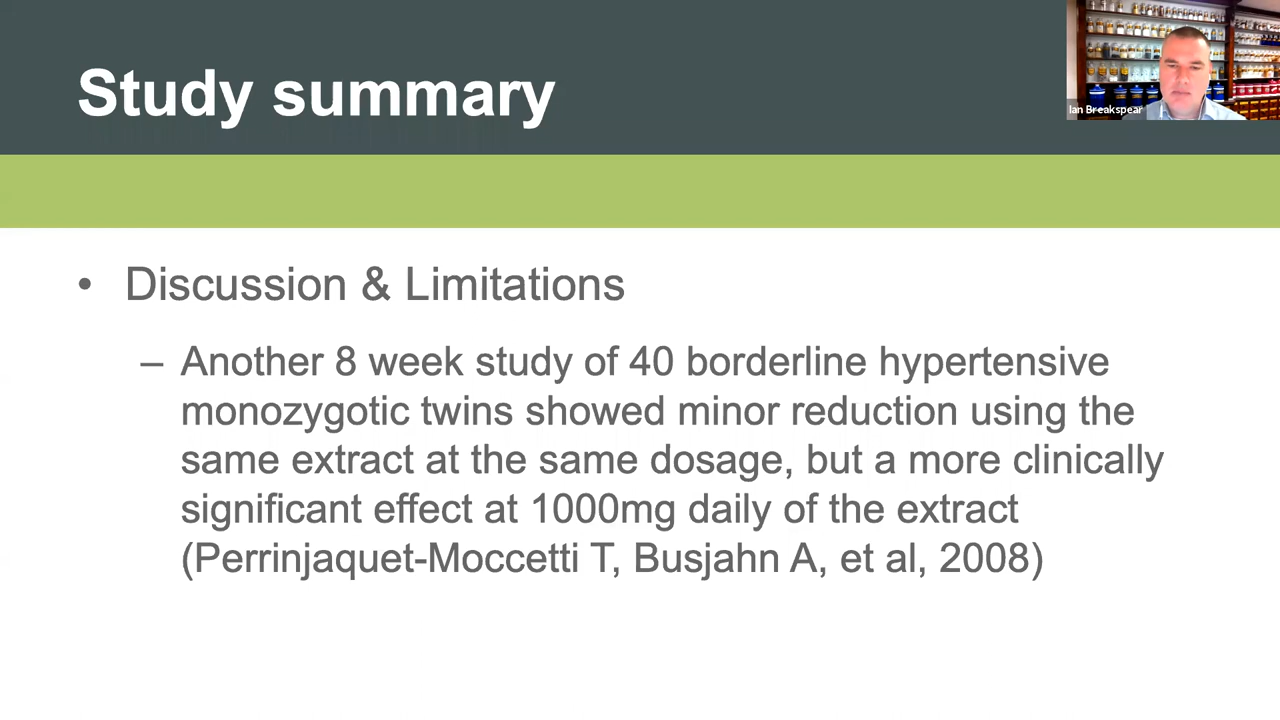 Study summary
Ian Breakspear
• Discussion & Limitations
– Another 8 week study of 40 borderline hypertensive
monozygotic twins showed minor reduction using the
same extract at the same dosage, but a more clinically
significant effect at 1000mg daily of the extract
(Perrinjaquet-Moccetti T, Busjahn A, et al, 2008)